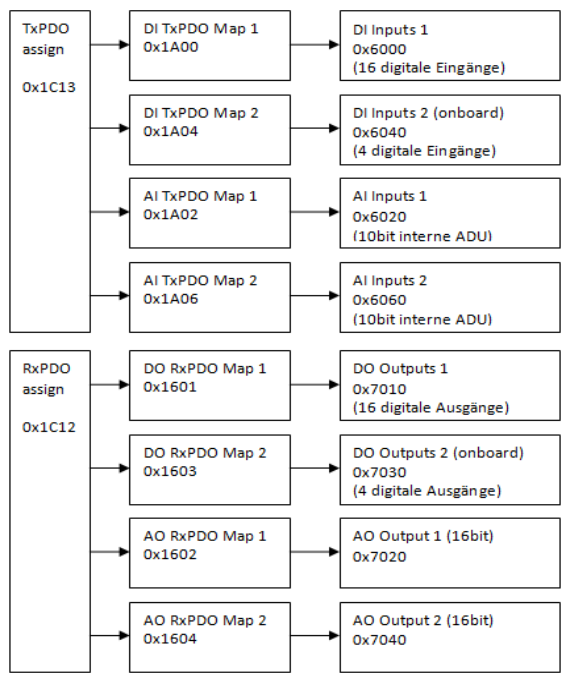 TxPDO
assign
0x1C13
DI TxPDO Map 1
0x1A00
DI Inputs 1
0x6000
(16 digitale Eingänge)
DI TxPDO Map 2
0x1A04
DI Inputs 2 (onboard)
0x6040
(4 digitale Eingänge)
AI TxPDO Map 1
0x1A02
AI Inputs 1
0x6020
(10bit interne ADU)
AI TxPDO Map 2
0x1A06
AI Inputs 2
0x6060
(10bit interne ADU)
RxPDO
assign
0x1C12
DO RxPDO Map 1
0x1601
DO Outputs 1
0x7010
(16 digitale Ausgänge)
DO RxPDO Map 2
0x1603
DO Outputs 2 (onboard)
0x7030
(4 digitale Ausgänge)
AO RxPDO Map 1
0x1602
AO Output 1 (16bit)
0x7020
AO RxPDO Map 2
0x1604
AO Output 2 (16bit)
0x7040